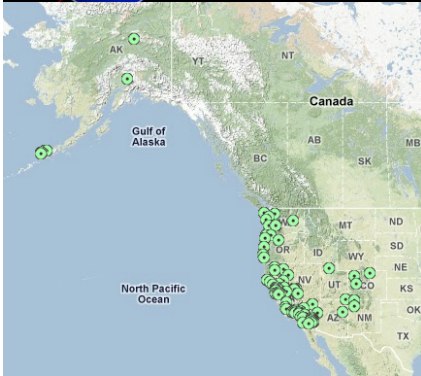 AK
YT
NT
Canada
Gulf of
Alaska
AB
MB
BC
SK
MT
ND
OR
ID
SD
WY
NE
NV
UT
CO
KS
North Pacific
Ocean
AZ
NM
OK
TX